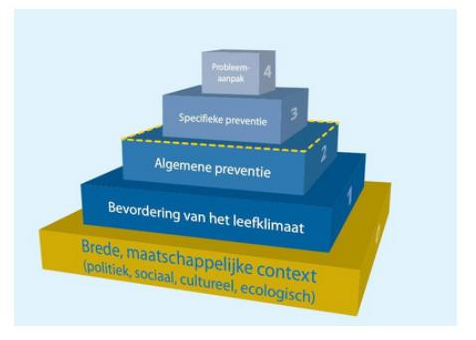 Probleem-
aanpak
4
Specifieke preventie
3
Algemene preventie
2
Bevordering van het leefklimaat
1
Brede, maatschappelijke context
(politiek, sociaal, cultureel, ecologisch)
0